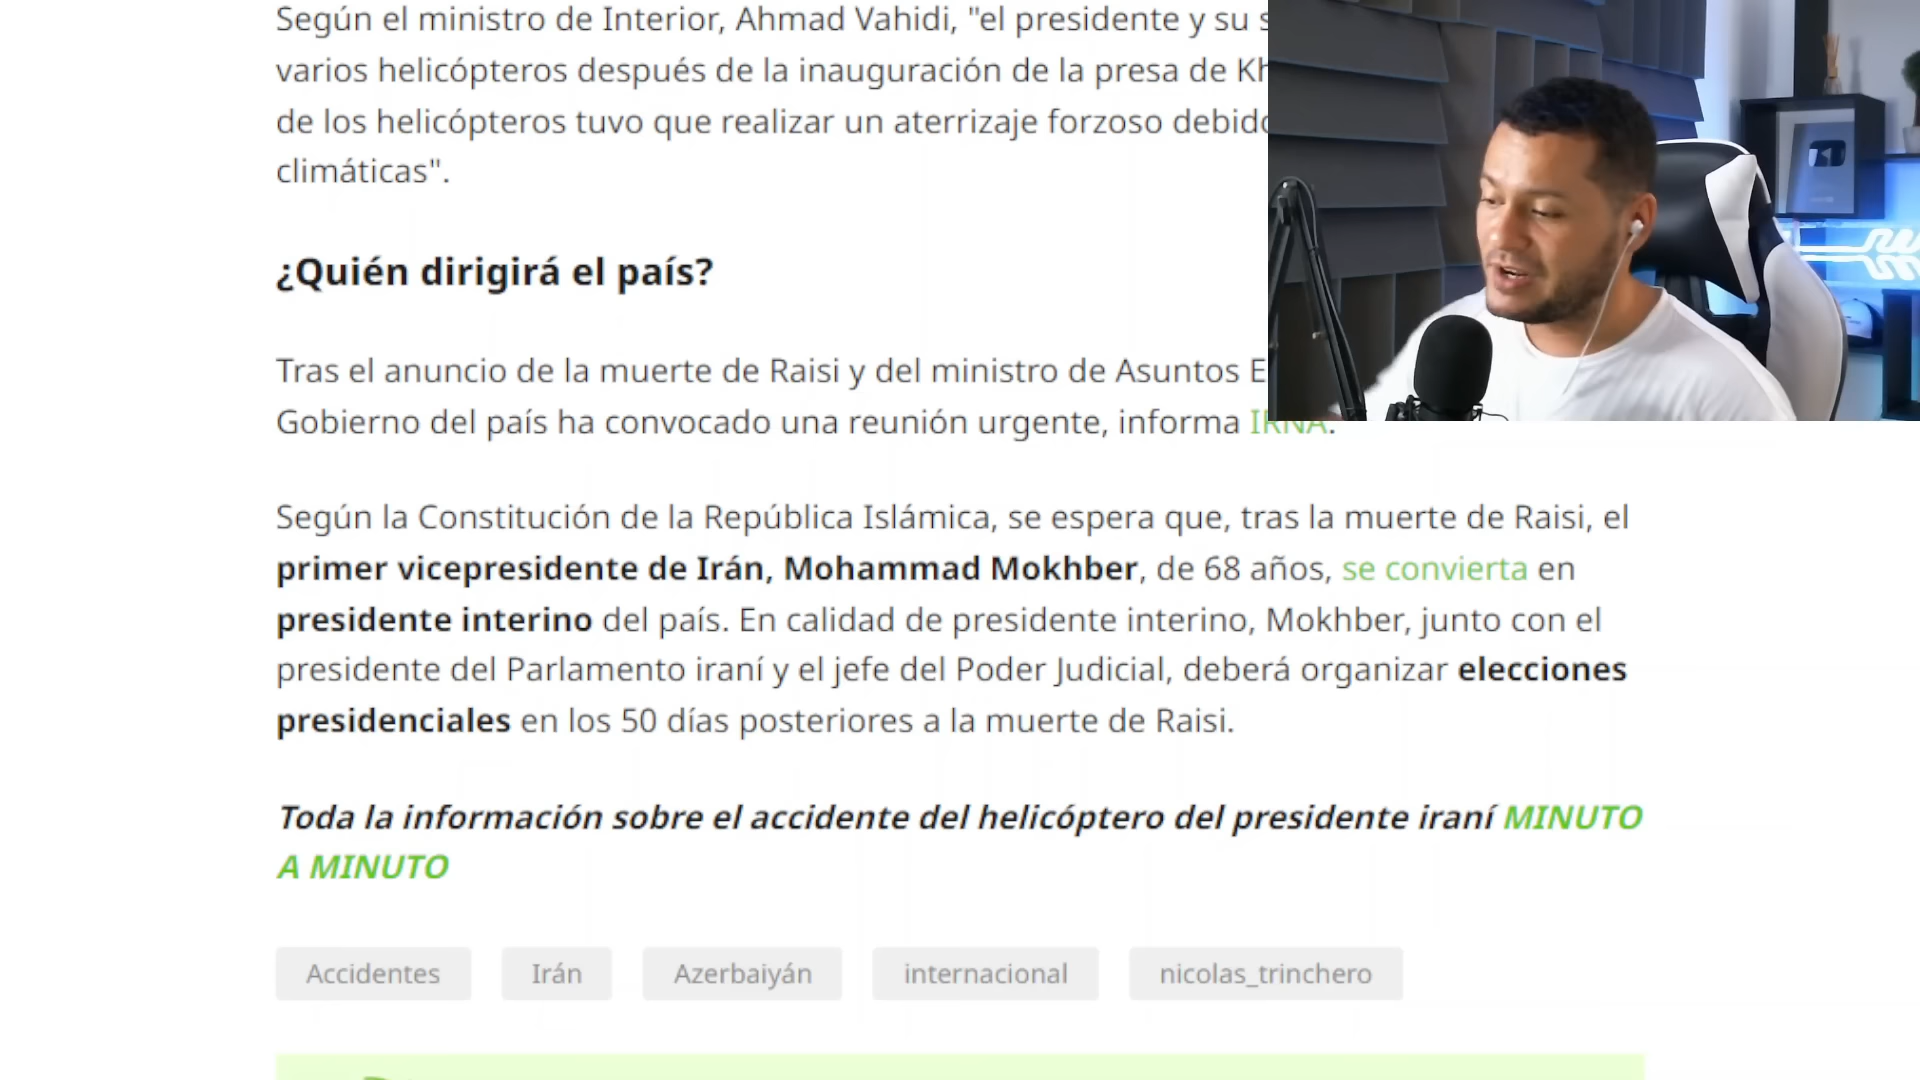 Según el ministro de Interior, Ahmad Vahidi, "el presidente y su
varios helicópteros después de la inauguración de la presa de
de los helicópteros tuvo que realizar un aterrizaje forzoso debido
climáticas".
¿Quién dirigirá el país?
Tras el anuncio de la muerte de Raisi y del ministro de Asuntos
Gobierno del país ha convocado una reunión urgente, informa IRNA.
Según la Constitución de la República Islámica, se espera que, tras la muerte de Raisi, el
primer vicepresidente de Irán, Mohammad Mokhber, de 68 años, se convierta en
presidente interino del país. En calidad de presidente interino, Mokhber, junto con el
presidente del Parlamento iraní y el jefe del Poder Judicial, deberá organizar elecciones
presidenciales en los 50 días posteriores a la muerte de Raisi.
Toda la información sobre el accidente del helicóptero del presidente iraní MINUTO
A MINUTO
Accidentes Irán Azerbaiyán internacional nicolas_trinchero